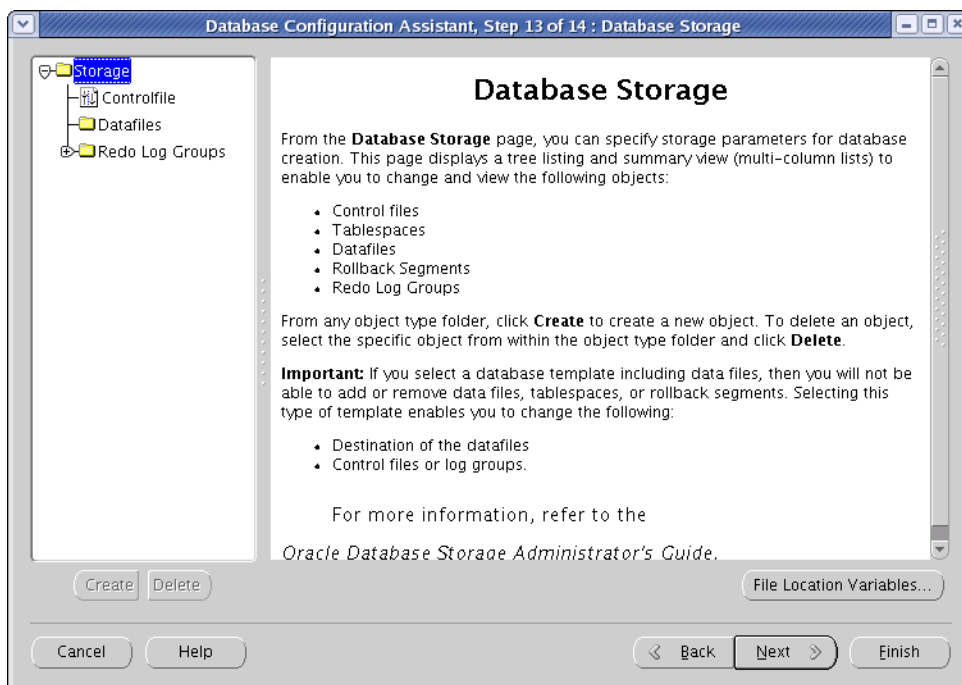 Database Configuration Assistant, Step 13 of 14 : Database Storage
Storage
Controlfile
Datafiles
Redo Log Groups
Database Storage
From the Database Storage page, you can specify storage parameters for database
creation. This page displays a tree listing and summary view (multi-column lists) to
enable you to change and view the following objects:
• Control files
• Tablespaces
• Datafiles
• Rollback Segments
• Redo Log Groups
From any object type folder, click Create to create a new object. To delete an object,
select the specific object from within the object type folder and click Delete.
Important: If you select a database template including data files, then you will not be
able to add or remove data files, tablespaces, or rollback segments. Selecting this
type of template enables you to change the following:
• Destination of the datafiles
• Control files or log groups.
For more information, refer to the
Oracle Database Storage Administrator's Guide.
Create Delete File Location Variables...
Cancel Help Back Next Finish